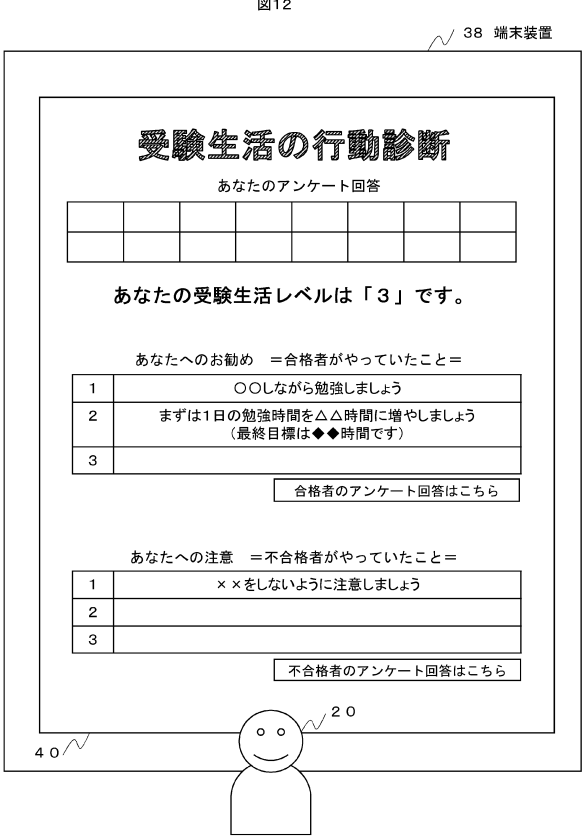 図12
38 端末装置
受験生活の行動診断
あなたのアンケート回答
あなたの受験生活レベルは「３」です。
あなたへのお勧め　＝合格者がやっていたこと＝
1 〇〇しながら勉強しましょう
2 まずは1日の勉強時間を△△時間に増やしましょう
（最終目標は◆◆時間です）
3
合格者のアンケート回答はこちら
あなたへの注意　＝不合格者がやっていたこと＝
1 ××をしないように注意しましょう
2
3
不合格者のアンケート回答はこちら
20
40